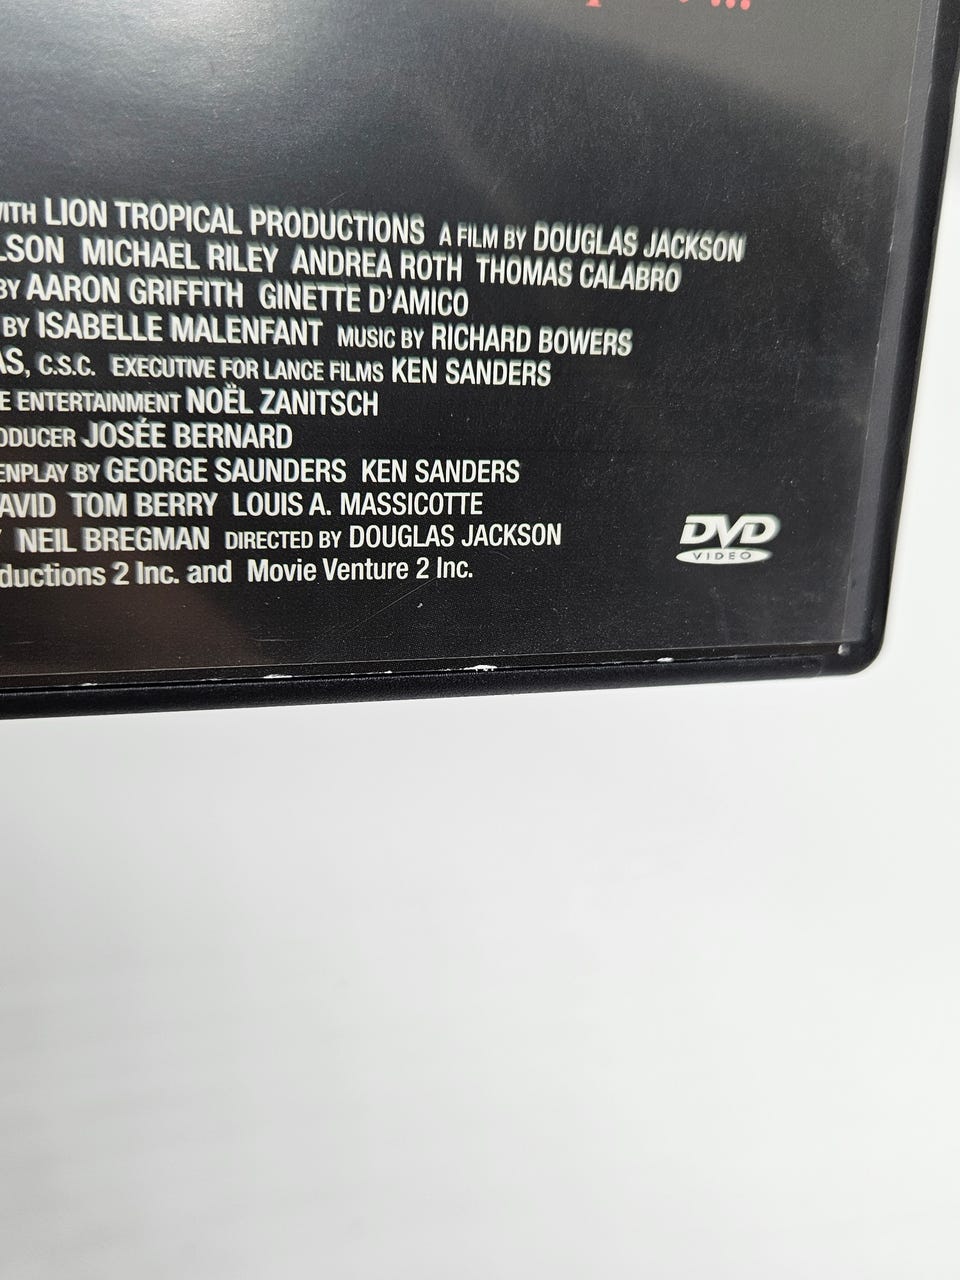 ...
WITH LION TROPICAL PRODUCTIONS A FILM BY DOUGLAS JACKSON
LSON MICHAEL RILEY ANDREA ROTH THOMAS CALABRO
BY AARON GRIFFITH GINETTE D'AMICO
BY ISABELLE MALENFANT MUSIC BY RICHARD BOWERS
AS, C.S.C. EXECUTIVE FOR LANCE FILMS KEN SANDERS
E ENTERTAINMENT NOËL ZANITSCH
ODUCER JOSÉE BERNARD
ENPLAY BY GEORGE SAUNDERS KEN SANDERS
AVID TOM BERRY LOUIS A. MASSICOTTE
NEIL BREGMAN DIRECTED BY DOUGLAS JACKSON
ductions 2 Inc. and Movie Venture 2 Inc.
DVD
VIDEO